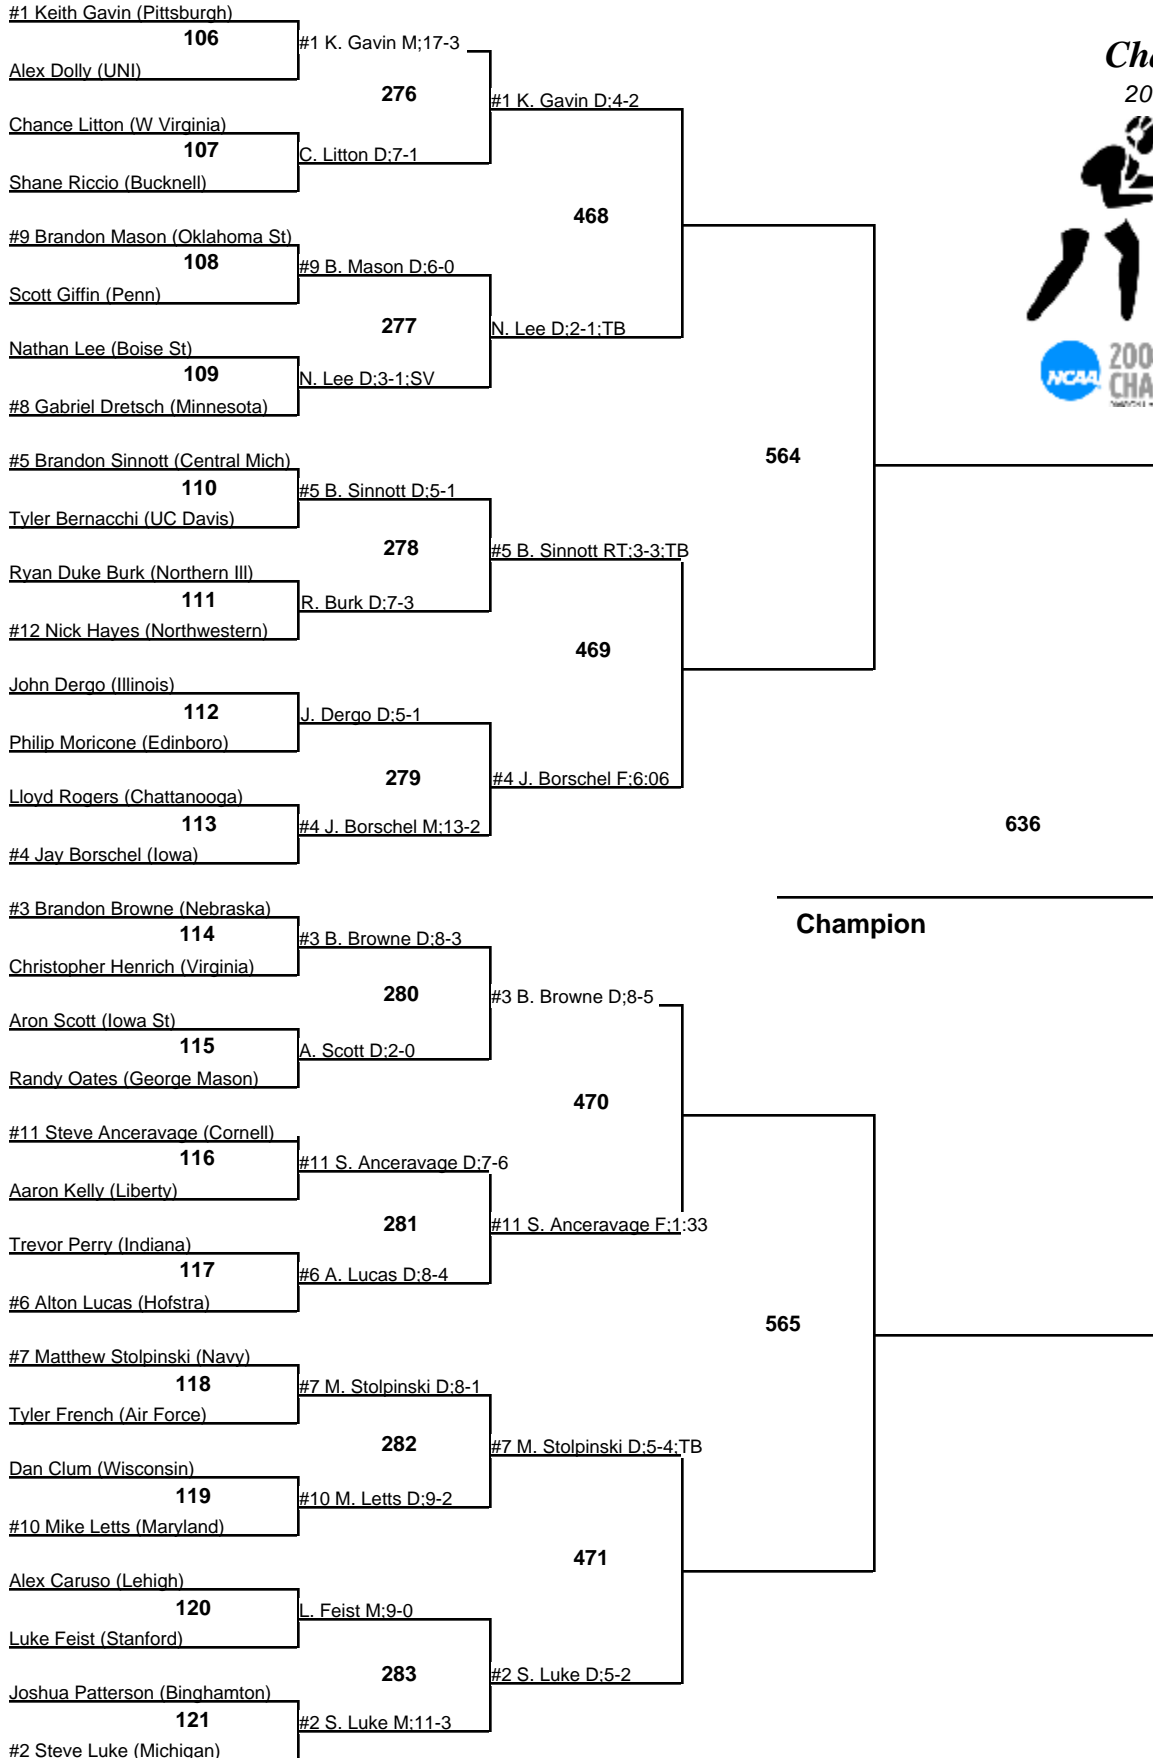 #1 Keith Gavin (Pittsburgh)
106
Alex Dolly (UNI)
#1 K. Gavin M;17-3
276
Chance Litton (W Virginia)
107
Shane Riccio (Bucknell)
C. Litton D;7-1
#1 K. Gavin D;4-2
468
#9 Brandon Mason (Oklahoma St)
108
Scott Giffin (Penn)
#9 B. Mason D;6-0
277
Nathan Lee (Boise St)
109
#8 Gabriel Dretsch (Minnesota)
N. Lee D;3-1;SV
N. Lee D;2-1;TB
564
#5 Brandon Sinnott (Central Mich)
110
Tyler Bernacchi (UC Davis)
#5 B. Sinnott D;5-1
278
Ryan Duke Burk (Northern Ill)
111
#12 Nick Hayes (Northwestern)
R. Burk D;7-3
#5 B. Sinnott RT;3-3;TB
469
John Dergo (Illinois)
112
Philip Moricone (Edinboro)
J. Dergo D;5-1
279
Lloyd Rogers (Chattanooga)
113
#4 Jay Borschel (Iowa)
#4 J. Borschel M;13-2
#4 J. Borschel F;6:06
636
Champion
#3 Brandon Browne (Nebraska)
114
Christopher Henrich (Virginia)
#3 B. Browne D;8-3
280
Aron Scott (Iowa St)
115
Randy Oates (George Mason)
A. Scott D;2-0
#3 B. Browne D;8-5
470
#11 Steve Anceravage (Cornell)
116
Aaron Kelly (Liberty)
#11 S. Anceravage D;7-6
281
Trevor Perry (Indiana)
117
#6 Alton Lucas (Hofstra)
#6 A. Lucas D;8-4
#11 S. Anceravage F;1:33
565
#7 Matthew Stolpinski (Navy)
118
Tyler French (Air Force)
#7 M. Stolpinski D;8-1
282
Dan Clum (Wisconsin)
119
#10 Mike Letts (Maryland)
#10 M. Letts D;9-2
#7 M. Stolpinski D;5-4;TB
471
Alex Caruso (Lehigh)
120
Luke Feist (Stanford)
L. Feist M;9-0
283
Joshua Patterson (Binghamton)
121
#2 Steve Luke (Michigan)
#2 S. Luke M;11-3
#2 S. Luke D;5-2
Cha
20
NCAA
200
CHA